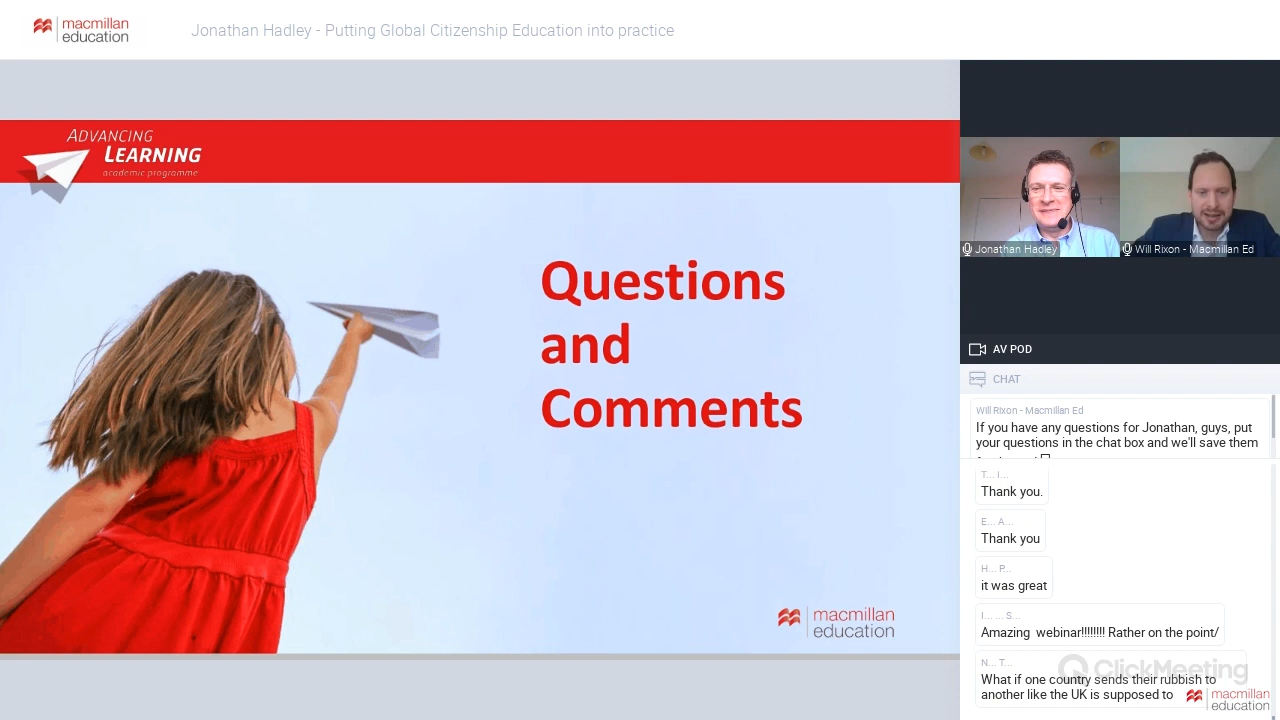 macmillan
education
Jonathan Hadley - Putting Global Citizenship Education into practice
ADVANCING
LEARNING
academic programme
Questions
and
Comments
macmillan
education
Jonathan Hadley
Will Rixon - Macmillan Ed
AV POD
CHAT
Will Rixon - Macmillan Ed
If you have any questions for Jonathan, guys, put
your questions in the chat box and we'll save them
T... I...
Thank you.
E... A...
Thank you
H... P...
it was great
I... ... S...
Amazing webinar!!!!!!!! Rather on the point/
N... T...
ClickMeeting
What if one country sends their rubbish to
another like the UK is supposed to
macmillan
education